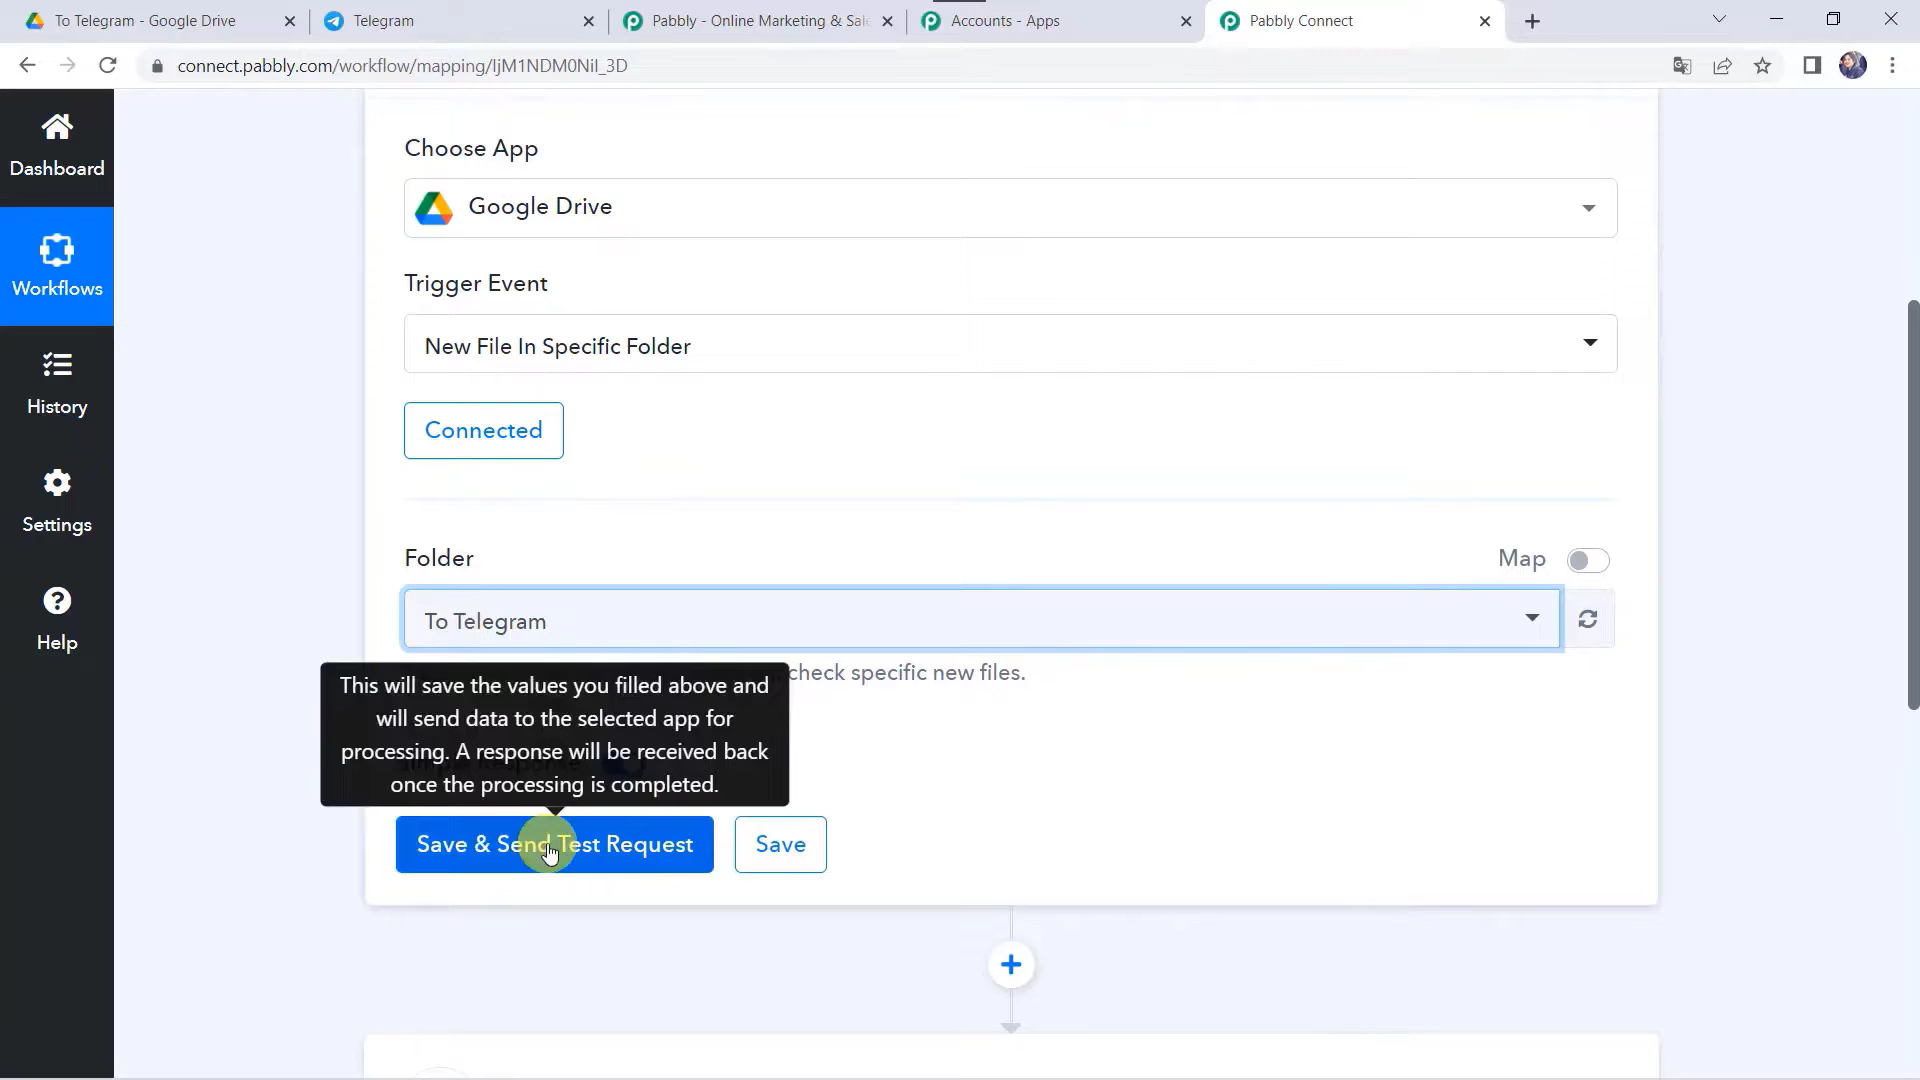 To Telegram - Google Drive
Telegram
Pabbly - Online Marketing & Sale
Accounts - Apps
Pabbly Connect
connect.pabbly.com/workflow/mapping/IjM1NDM0NiI_3D
Dashboard
Workflows
History
Settings
Help
Choose App
Google Drive
Trigger Event
New File In Specific Folder
Connected
Folder
Map
To Telegram
check specific new files.
This will save the values you filled above and
will send data to the selected app for
processing. A response will be received back
once the processing is completed.
Save & Send Test Request
Save